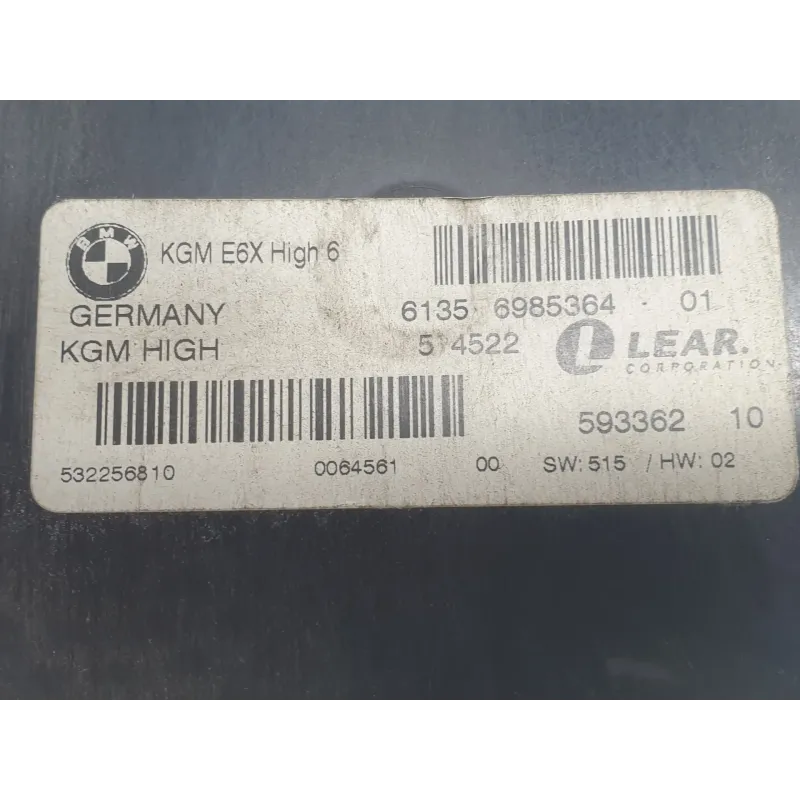 BMW
KGM E6X High 6
GERMANY
6135 6985364 - 01
KGM HIGH
5 4522
LEAR.
CORPORATION
593362 10
532256810 0064561 00 SW: 515 / HW: 02